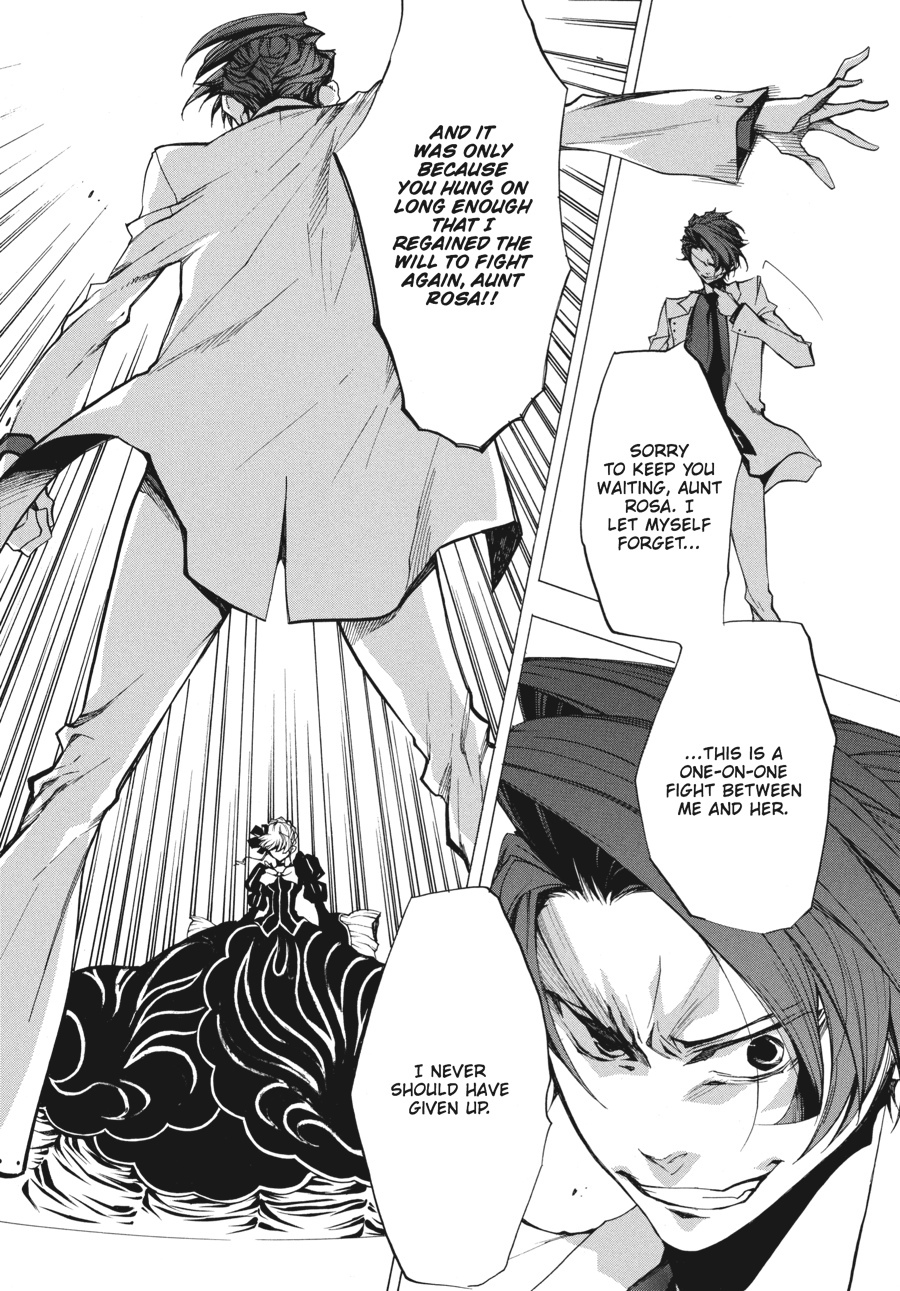 SORRY
TO KEEP YOU
WAITING, AUNT
ROSA. I
LET MYSELF
FORGET...
...THIS IS A
ONE-ON-ONE
FIGHT BETWEEN
ME AND HER.
I NEVER
SHOULD HAVE
GIVEN UP.
AND IT
WAS ONLY
BECAUSE
YOU HUNG ON
LONG ENOUGH
THAT I
REGAINED THE
WILL TO FIGHT
AGAIN, AUNT
ROSA!!